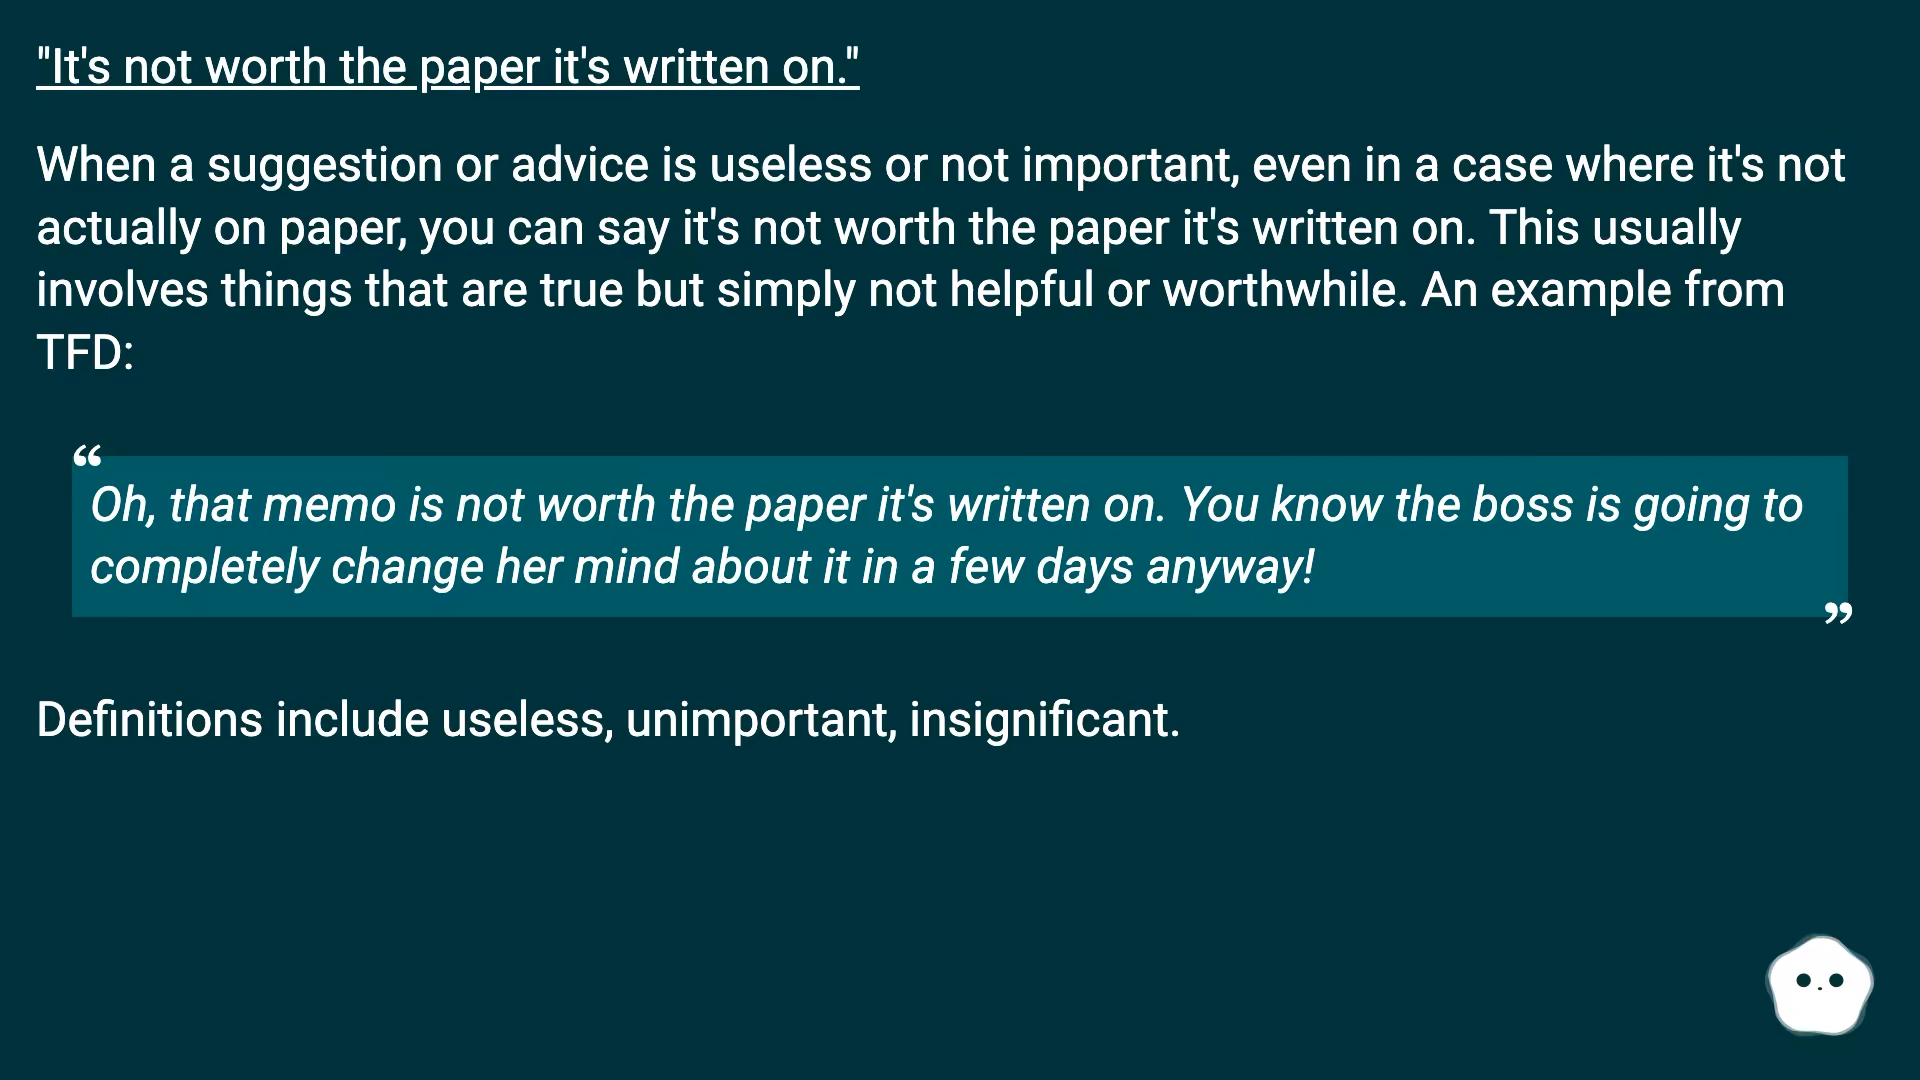 "It's not worth the paper it's written on."
When a suggestion or advice is useless or not important, even in a case where it's not
actually on paper, you can say it's not worth the paper it's written on. This usually
involves things that are true but simply not helpful or worthwhile. An example from
TFD:
“
Oh, that memo is not worth the paper it's written on. You know the boss is going to
completely change her mind about it in a few days anyway!
”
Definitions include useless, unimportant, insignificant.